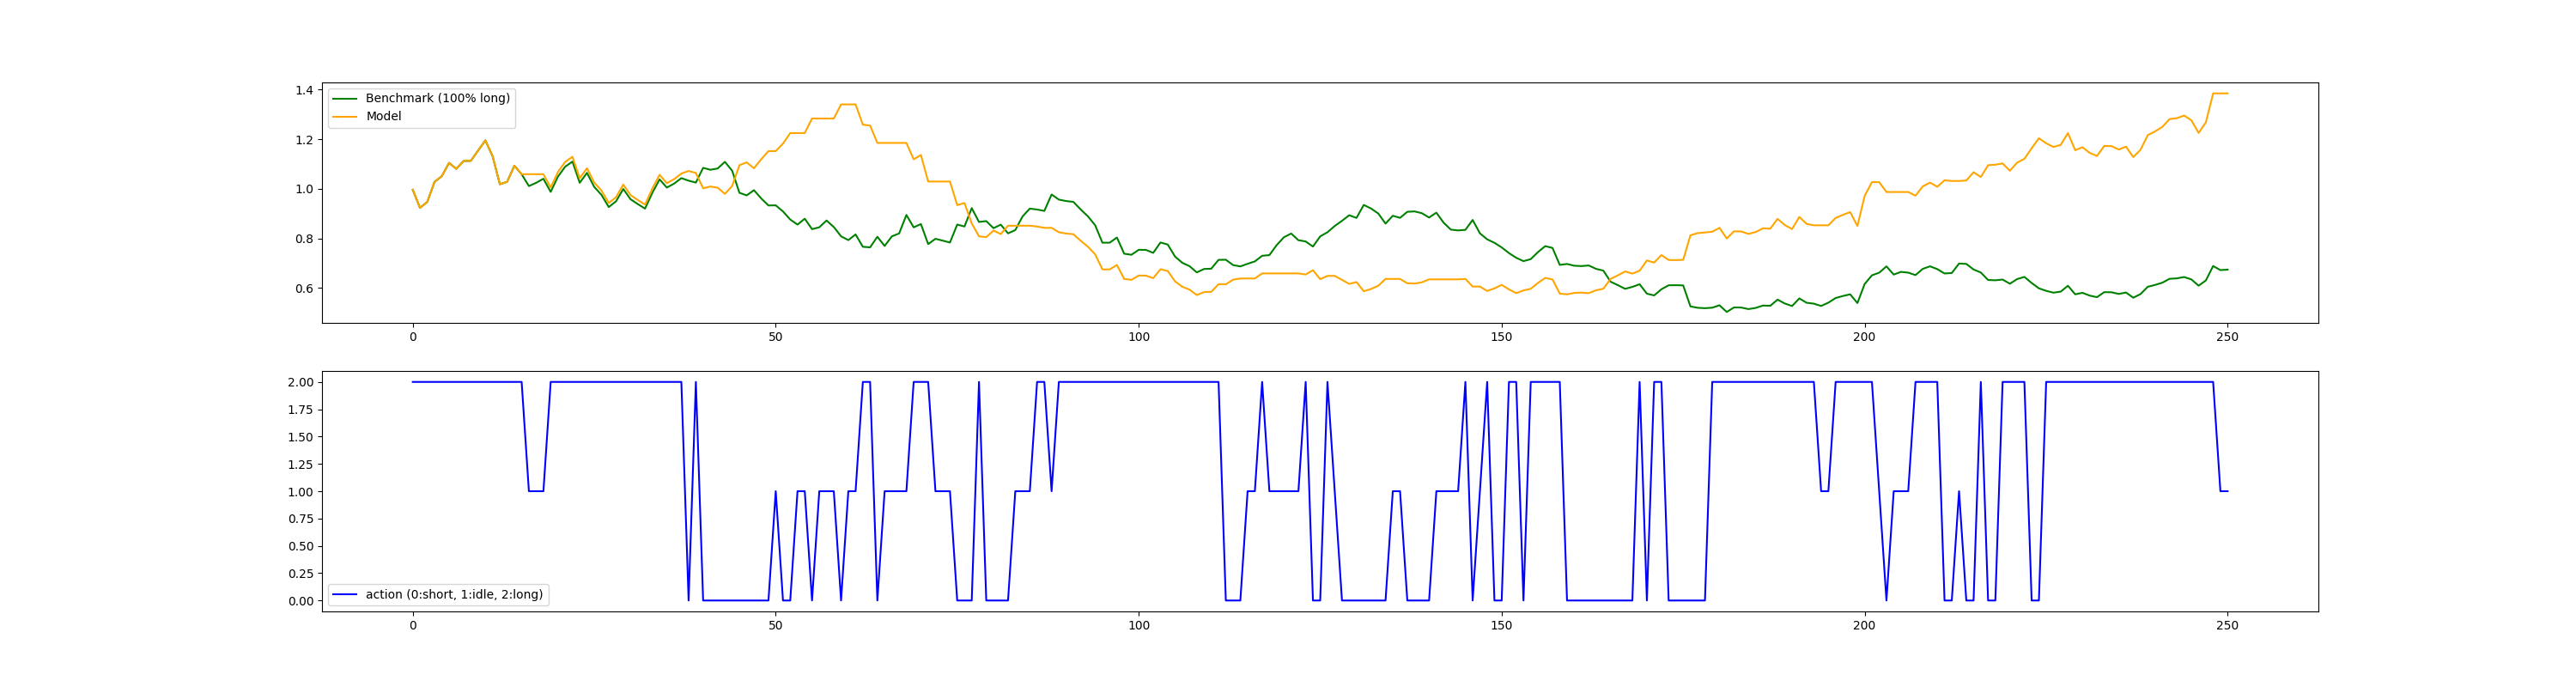 1.4
1.2
1.0
0.8
0.6
Benchmark (100% long)
Model
0 50 100 150 200 250
2.00
1.75
1.50
1.25
1.00
0.75
0.50
0.25
0.00
action (0:short, 1:idle, 2:long)
0 50 100 150 200 250